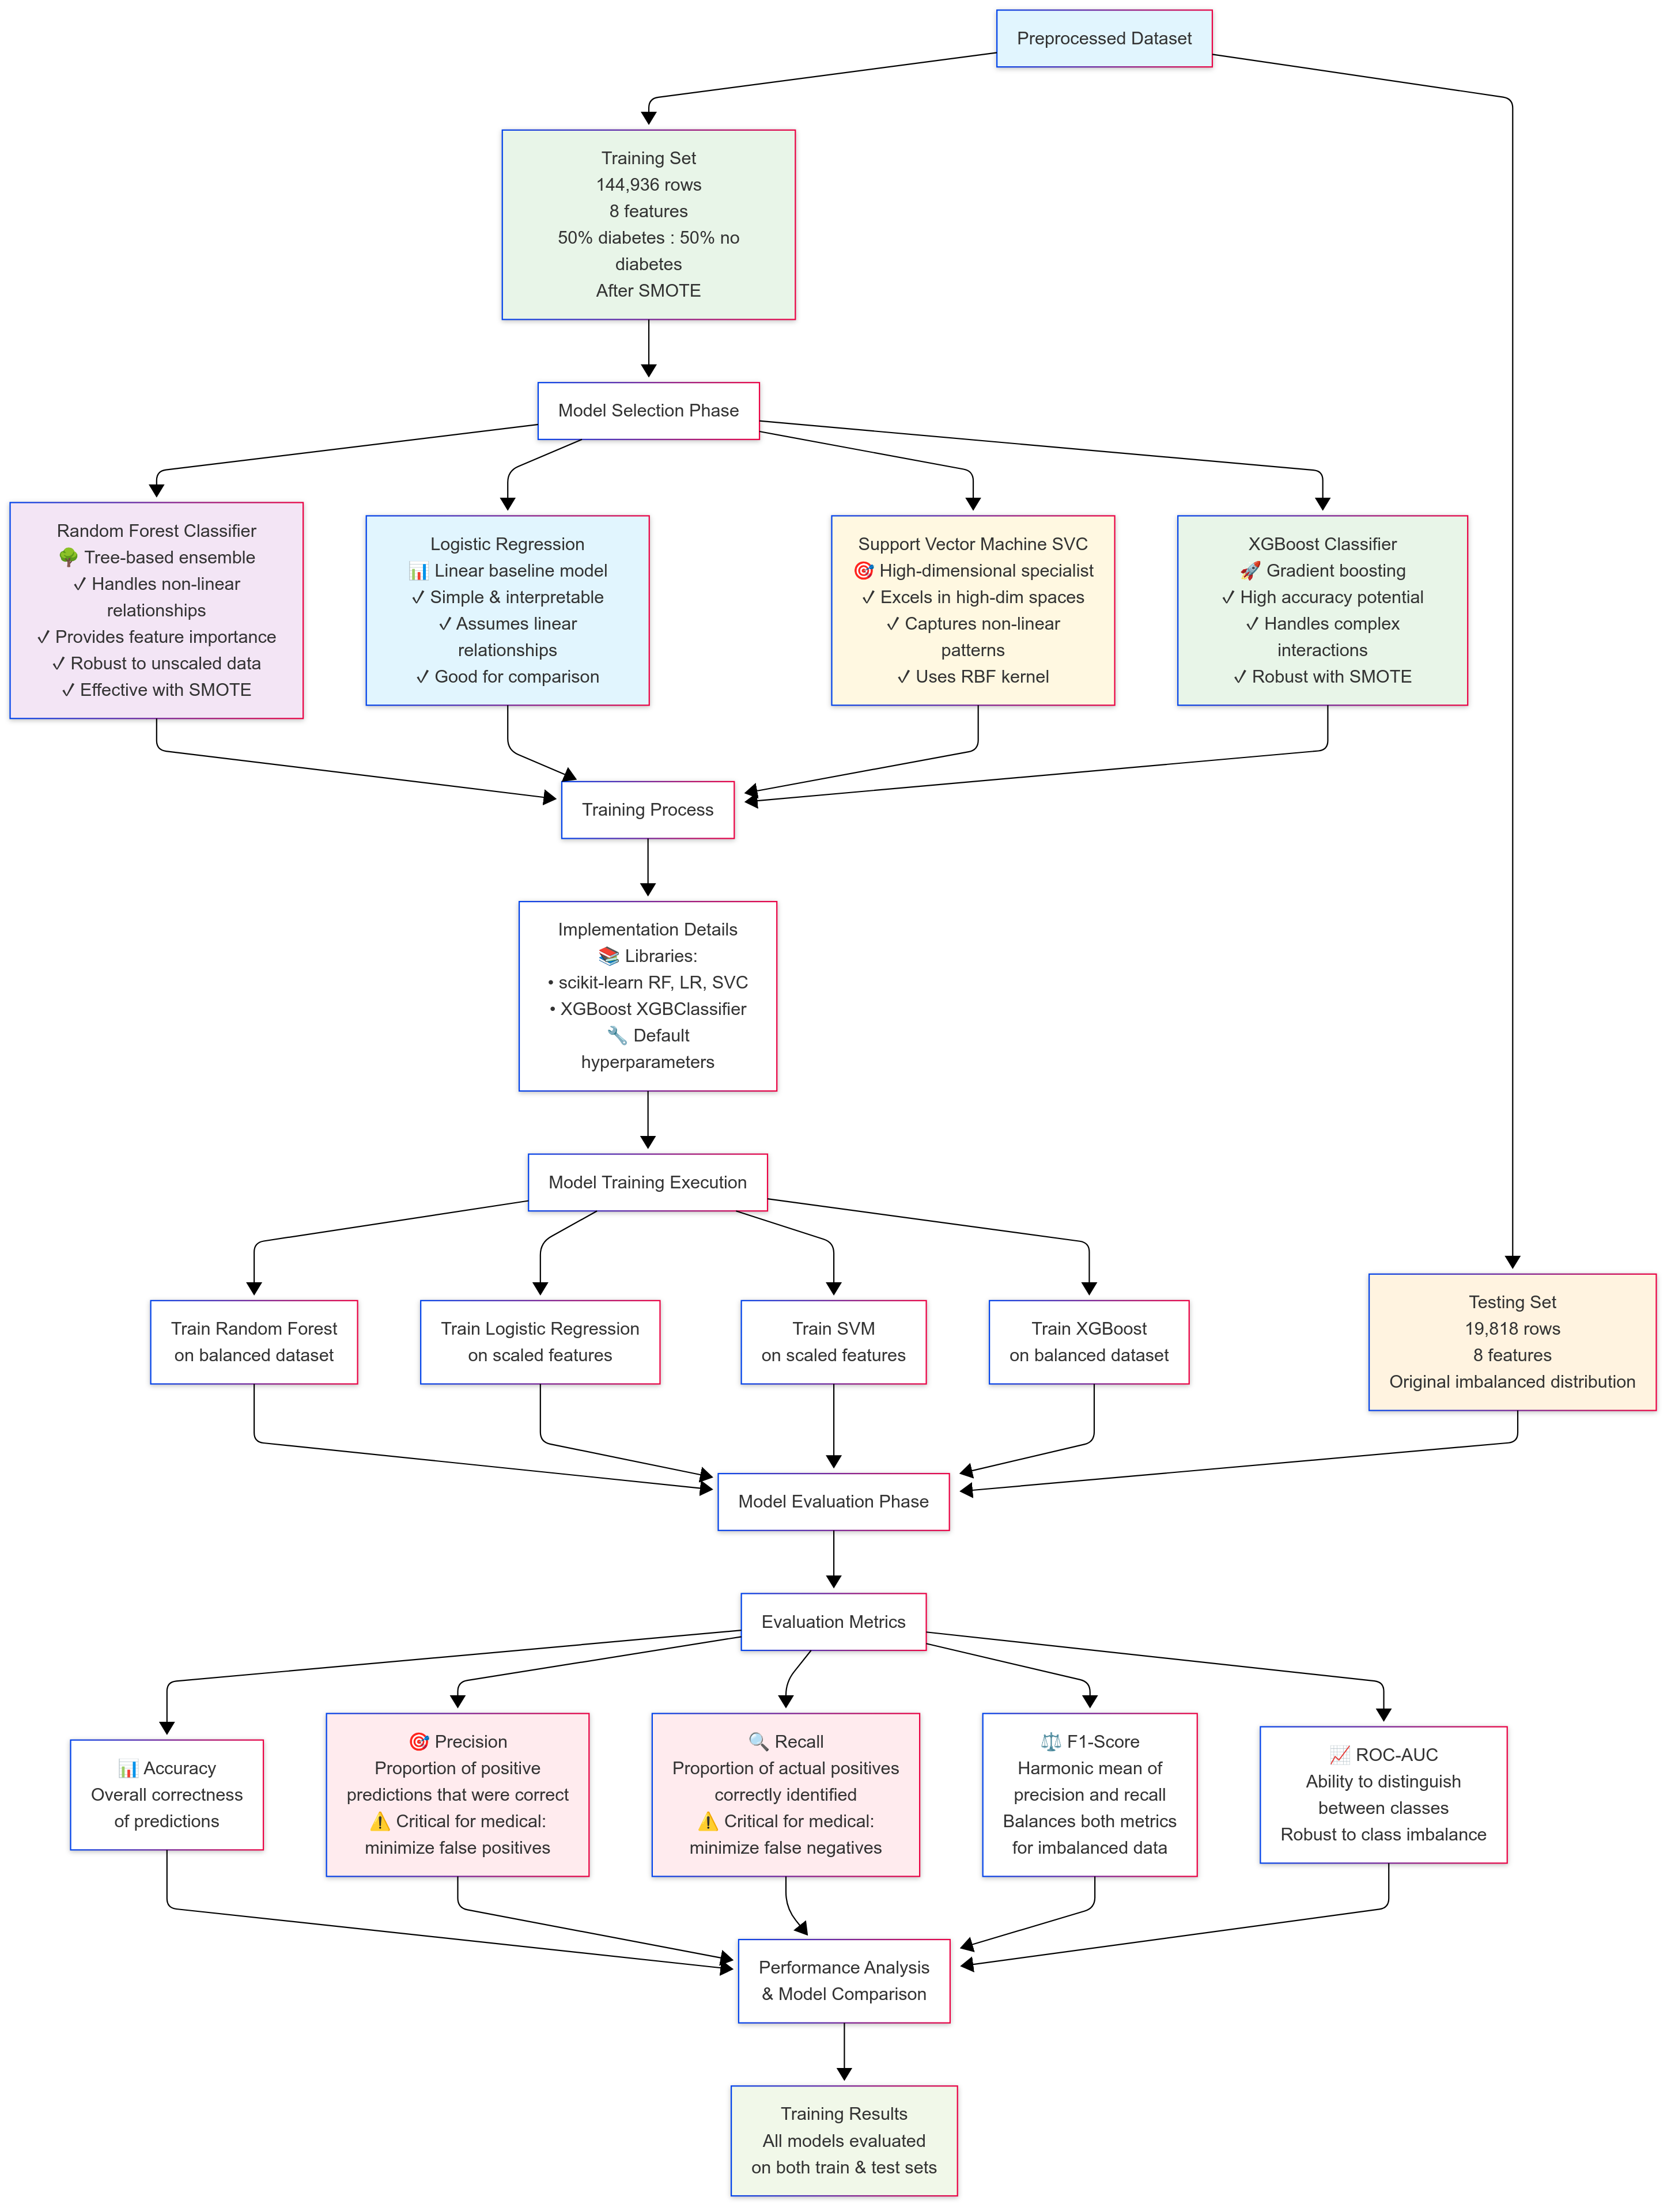 Preprocessed Dataset
Training Set
144,936 rows
8 features
50% diabetes : 50% no
diabetes
After SMOTE
Model Selection Phase
Random Forest Classifier
🌳 Tree-based ensemble
✓ Handles non-linear
relationships
✓ Provides feature importance
✓ Robust to unscaled data
✓ Effective with SMOTE
Logistic Regression
📊 Linear baseline model
✓ Simple & interpretable
✓ Assumes linear
relationships
✓ Good for comparison
Support Vector Machine SVC
🎯 High-dimensional specialist
✓ Excels in high-dim spaces
✓ Captures non-linear
patterns
✓ Uses RBF kernel
XGBoost Classifier
🚀 Gradient boosting
✓ High accuracy potential
✓ Handles complex
interactions
✓ Robust with SMOTE
Training Process
Implementation Details
📚 Libraries:
• scikit-learn RF, LR, SVC
• XGBoost XGBClassifier
🔧 Default
hyperparameters
Model Training Execution
Train Random Forest
on balanced dataset
Train Logistic Regression
on scaled features
Train SVM
on scaled features
Train XGBoost
on balanced dataset
Testing Set
19,818 rows
8 features
Original imbalanced distribution
Model Evaluation Phase
Evaluation Metrics
📊 Accuracy
Overall correctness
of predictions
🎯 Precision
Proportion of positive
predictions that were correct
⚠️ Critical for medical:
minimize false positives
🔍 Recall
Proportion of actual positives
correctly identified
⚠️ Critical for medical:
minimize false negatives
⚖️ F1-Score
Harmonic mean of
precision and recall
Balances both metrics
for imbalanced data
📈 ROC-AUC
Ability to distinguish
between classes
Robust to class imbalance
Performance Analysis
& Model Comparison
Training Results
All models evaluated
on both train & test sets